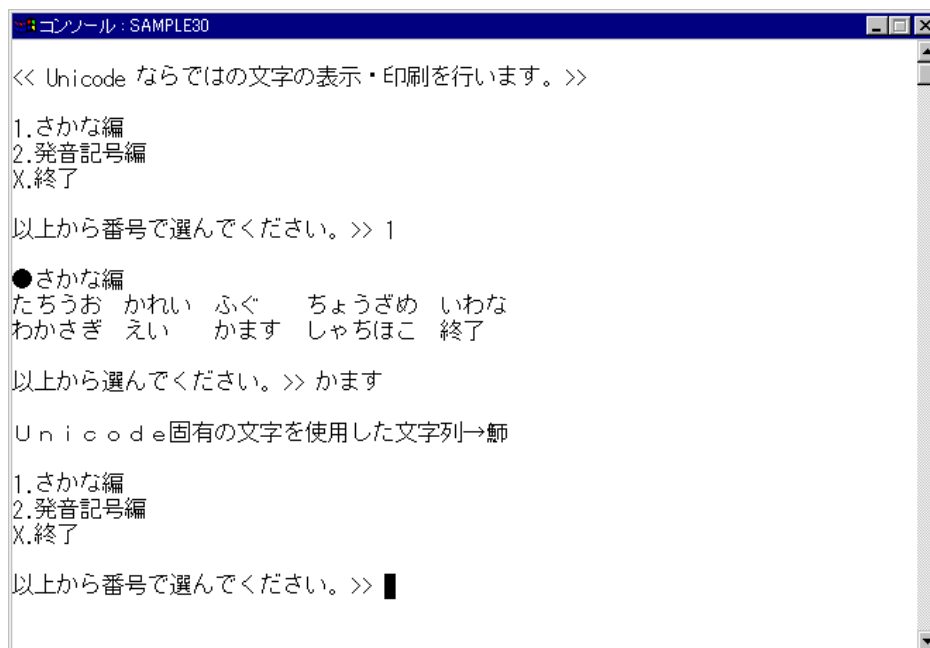 コンソール : SAMPLE30
<< Unicode ならではの文字の表示・印刷を行います。>>
1.さかな編
2.発音記号編
X.終了
以上から番号で選んでください。>> 1
●さかな編
たちうお かれい ふぐ ちょうざめ いわな
わかさぎ えい かます しゃちほこ 終了
以上から選んでください。>> かます
Ｕｎｉｃｏｄｅ固有の文字を使用した文字列→魳
1.さかな編
2.発音記号編
X.終了
以上から番号で選んでください。>>